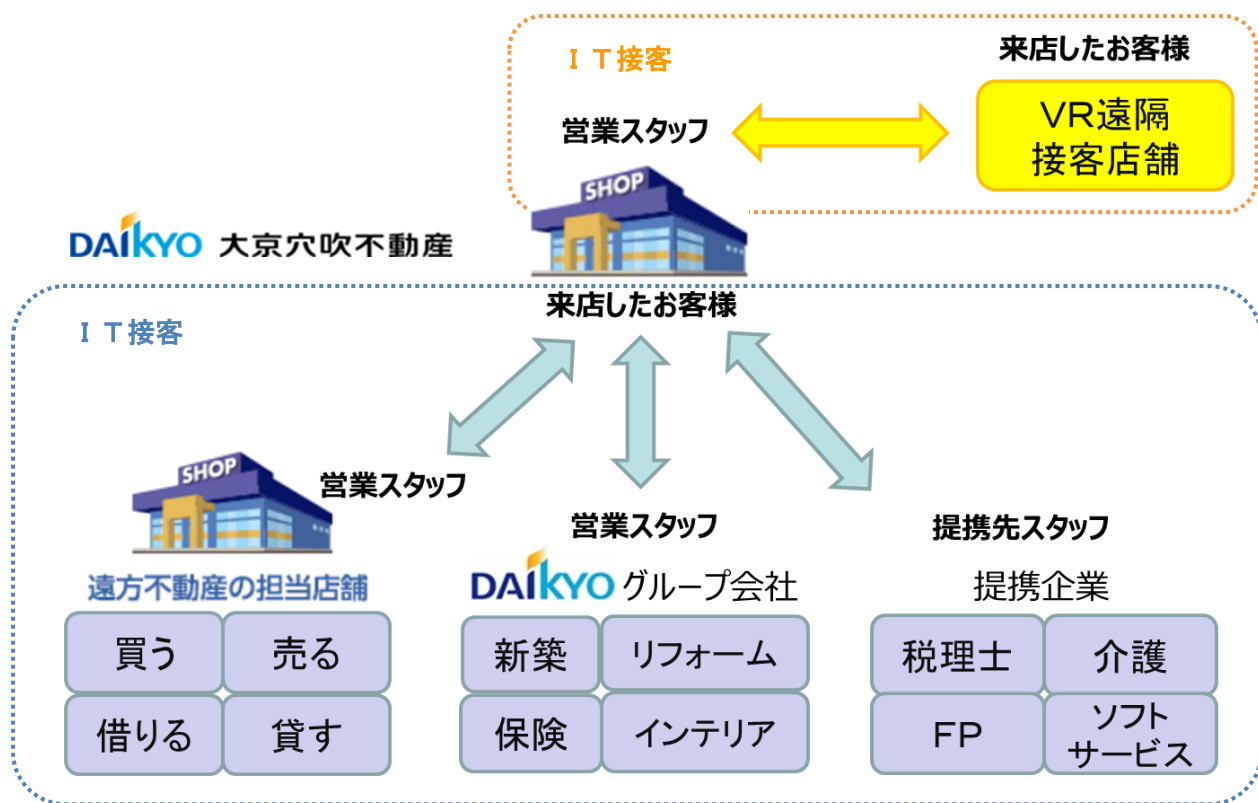 ＩＴ接客
来店したお客様
VR遠隔
接客店舗
営業スタッフ
SHOP
DAIKYO 大京穴吹不動産
来店したお客様
ＩＴ接客
SHOP
営業スタッフ
遠方不動産の担当店舗
買う 売る
借りる 貸す
営業スタッフ
DAIKYO グループ会社
新築 リフォーム
保険 インテリア
提携先スタッフ
提携企業
税理士 介護
FP ソフト
サービス